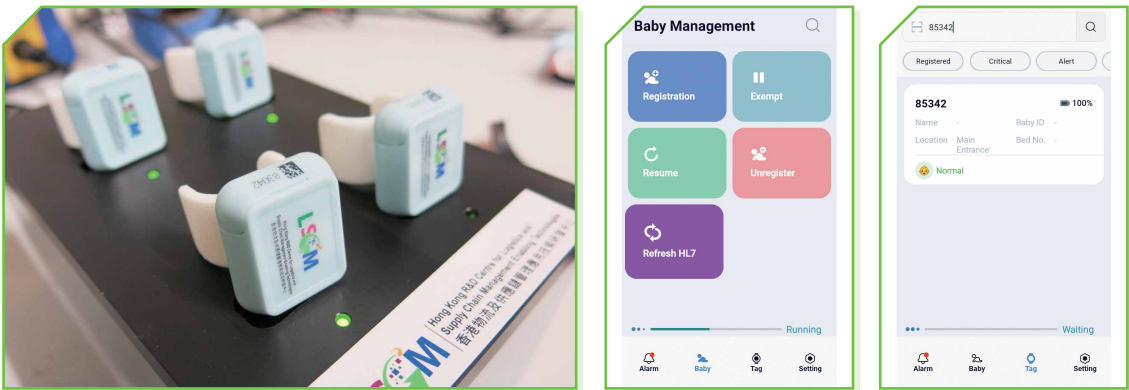 83042
LSCM
LSCM
LSCM
LSCM
M
Hong Kong R&D Centre for Logistics and
Supply Chain Management Enabling Technologies
香港物流及供應鏈管理應用技術研發中心
Baby Management
Registration
Exempt
Resume
Unregister
Refresh HL7
Running
Alarm
Baby
Tag
Setting
85342
Registered
Critical
Alert
85342
100%
Name -
Baby ID -
Location Main Entrance
Bed No. -
Normal
Waiting
Alarm
Baby
Tag
Setting